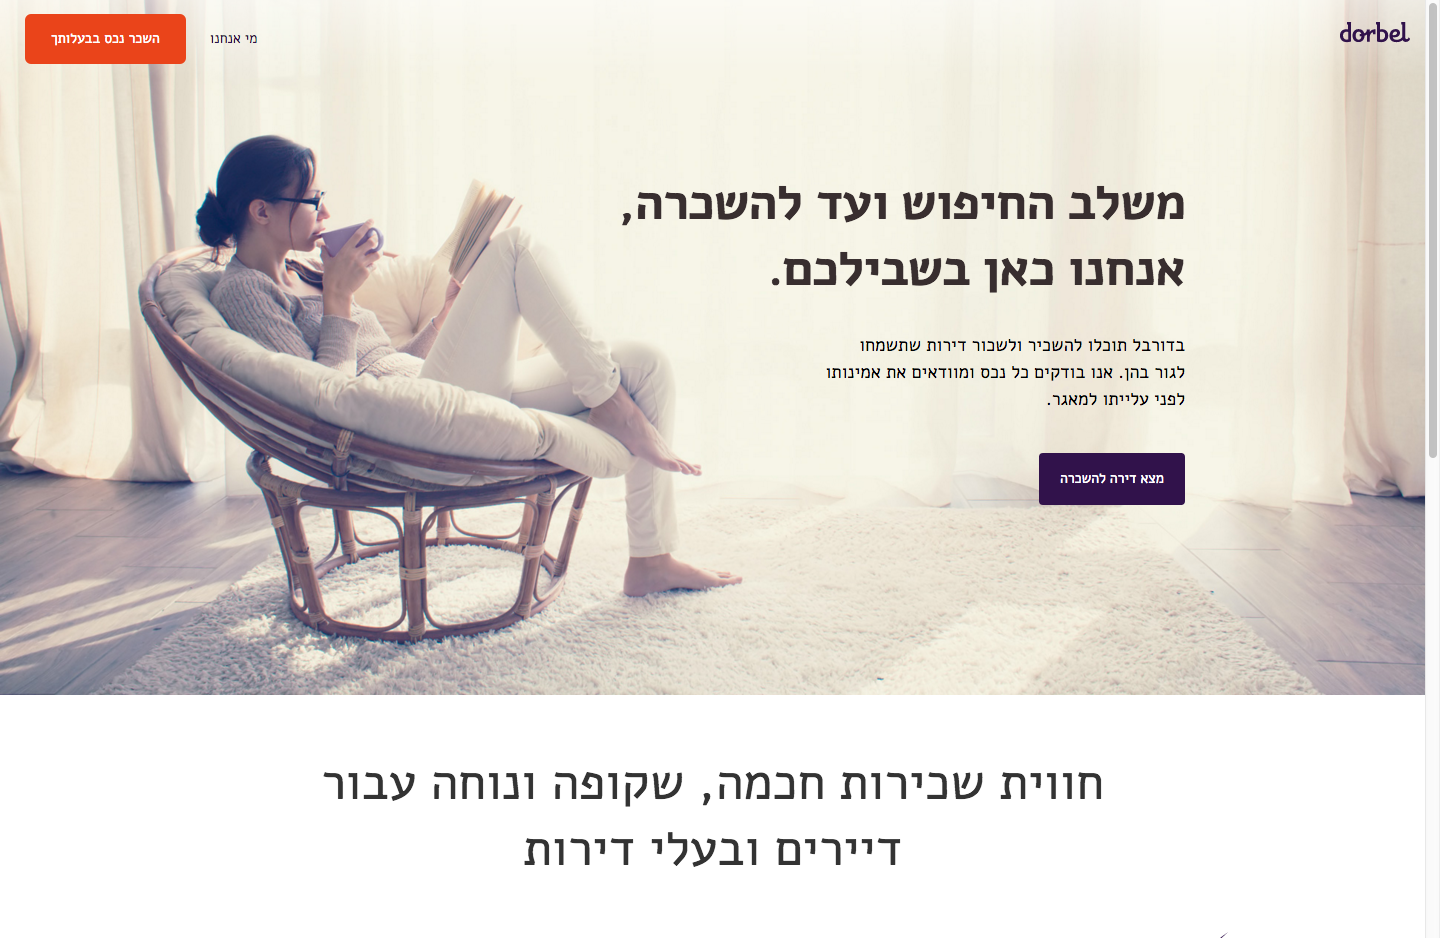 dorbel
מי אנחנו
השכר נכס בבעלותך
משלב החיפוש ועד להשכרה,
אנחנו כאן בשבילכם.
בדורבל תוכלו להשכיר ולשכור דירות שתשמחו
לגור בהן. אנו בודקים כל נכס ומוודאים את אמינותו
לפני עלייתו למאגר.
מצא דירה להשכרה
חווית שכירות חכמה, שקופה ונוחה עבור
דיירים ובעלי דירות